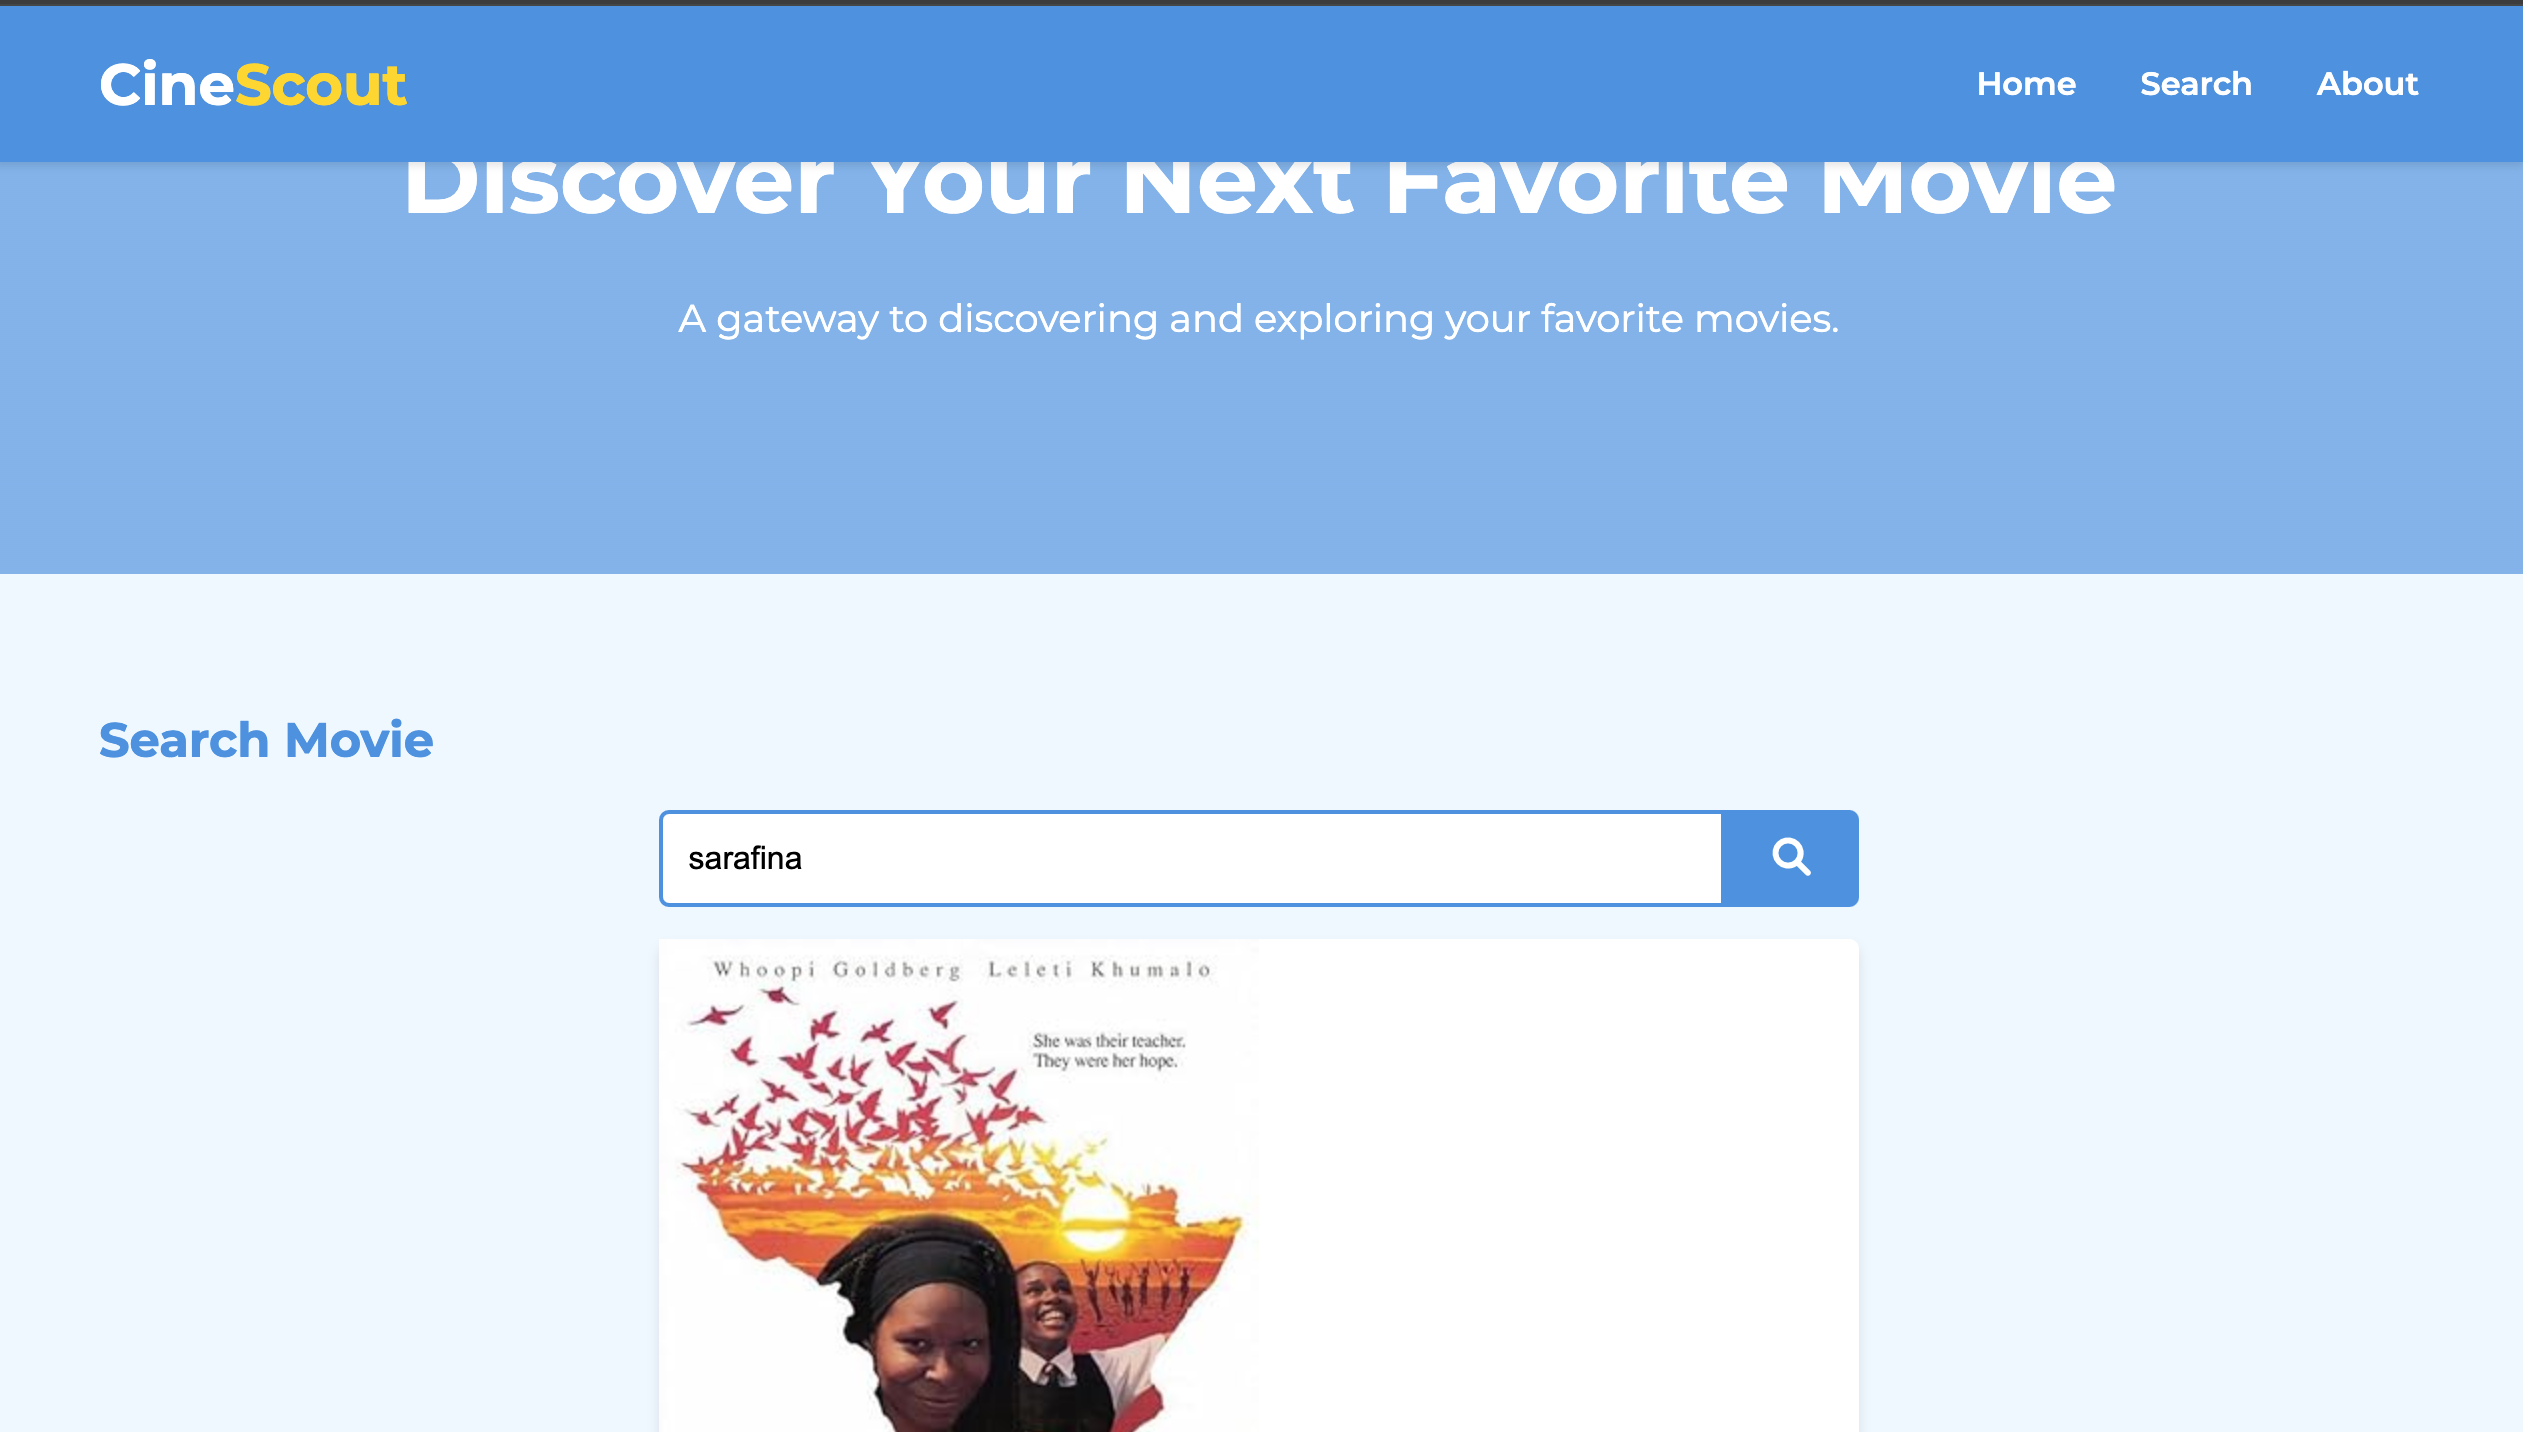 CineScout
Home Search About
Discover Your Next Favorite Movie
A gateway to discovering and exploring your favorite movies.
Search Movie
sarafina
Whoopi Goldberg Leleti Khumalo
She was their teacher.
They were her hope.